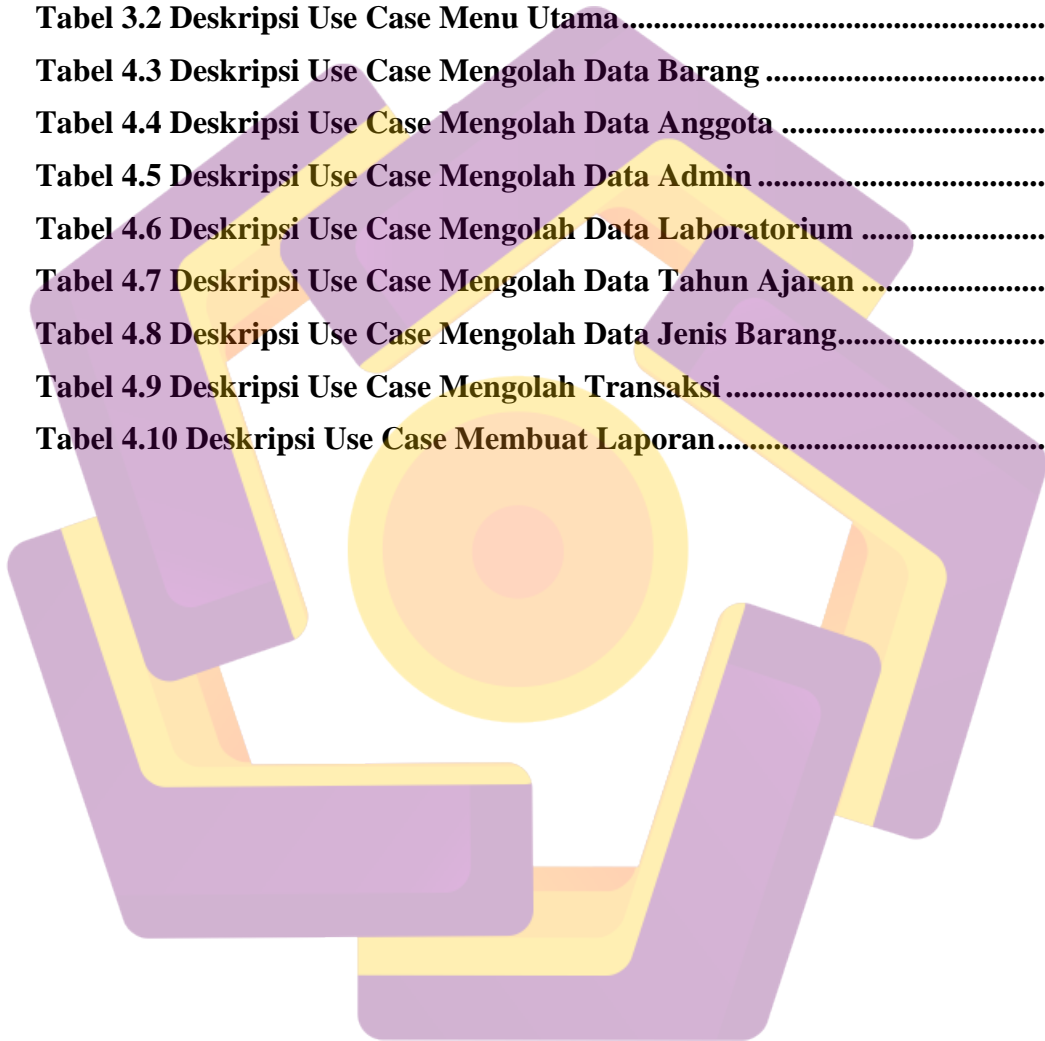 Tabel 3.2 Deskripsi Use Case Menu Utama......................................................
Tabel 4.3 Deskripsi Use Case Mengolah Data Barang ...................................
Tabel 4.4 Deskripsi Use Case Mengolah Data Anggota .................................
Tabel 4.5 Deskripsi Use Case Mengolah Data Admin ....................................
Tabel 4.6 Deskripsi Use Case Mengolah Data Laboratorium .......................
Tabel 4.7 Deskripsi Use Case Mengolah Data Tahun Ajaran .......................
Tabel 4.8 Deskripsi Use Case Mengolah Data Jenis Barang..........................
Tabel 4.9 Deskripsi Use Case Mengolah Transaksi ........................................
Tabel 4.10 Deskripsi Use Case Membuat Laporan.........................................